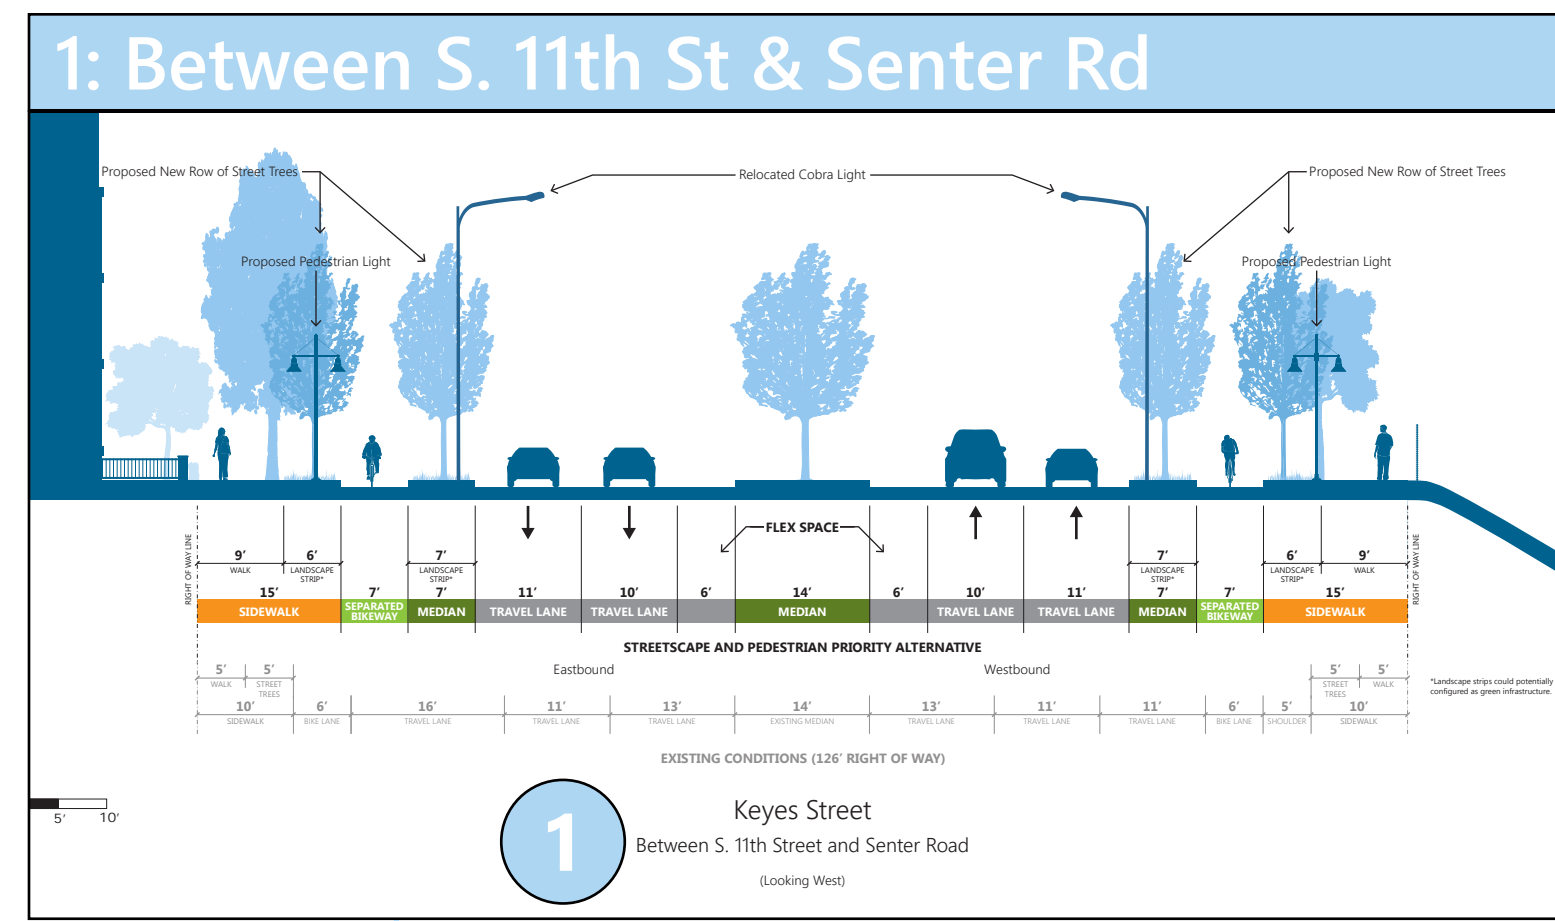 1: Between S. 11th St & Senter Rd
Proposed New Row of Street Trees
Relocated Cobra Light
Proposed New Row of Street Trees
Proposed Pedestrian Light
Proposed Pedestrian Light
FLEX SPACE
RIGHT OF WAY LINE
9’ 6’ 7’ 7’ 6’ 9’
WALK LANDSCAPE STRIP* LANDSCAPE STRIP* LANDSCAPE STRIP* LANDSCAPE STRIP* WALK
RIGHT OF WAY LINE
15’ 7’ 7’ 11’ 10’ 6’ 14’ 6’ 10’ 11’ 7’ 7’ 15’
SIDEWALK SEPARATED BIKEWAY MEDIAN TRAVEL LANE TRAVEL LANE MEDIAN TRAVEL LANE TRAVEL LANE MEDIAN SEPARATED BIKEWAY SIDEWALK
STREETSCAPE AND PEDESTRIAN PRIORITY ALTERNATIVE
Eastbound Westbound
5’ 5’ 5’ 5’
WALK STREET TREES STREET TREES WALK
10’ 6’ 16’ 11’ 13’ 14’ 13’ 11’ 11’ 6’ 5’ 10’
SIDEWALK BIKE LANE TRAVEL LANE TRAVEL LANE TRAVEL LANE EXISTING MEDIAN TRAVEL LANE TRAVEL LANE TRAVEL LANE BIKE LANE SHOULDER SIDEWALK
*Landscape strips could potentially
configured as green infrastructure.
EXISTING CONDITIONS (126’ RIGHT OF WAY)
5’ 10’
1
Keyes Street
Between S. 11th Street and Senter Road
(Looking West)